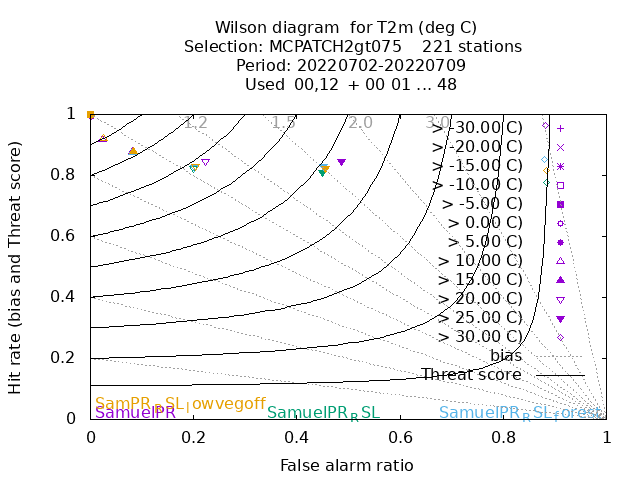 Wilson diagram  for T2m (deg C)
Selection: MCPATCH2gt075    221 stations
Period: 20220702-20220709
Used  00,12  + 00 01 ... 48
Hit rate (bias and Threat score)
1
0.8
0.6
0.4
0.2
0
1.2
1.5
2.0
3.0
> -30.00 C)
> -20.00 C)
> -15.00 C)
> -10.00 C)
> -5.00 C)
> 0.00 C)
> 5.00 C)
> 10.00 C)
> 15.00 C)
> 20.00 C)
> 25.00 C)
> 30.00 C)
bias
Threat score
SamPR_RSL_lowvegoff
SamuelPR
SamuelPR_RSL
SamuelPR_RSL_forest
0 0.2 0.4 0.6 0.8 1
False alarm ratio